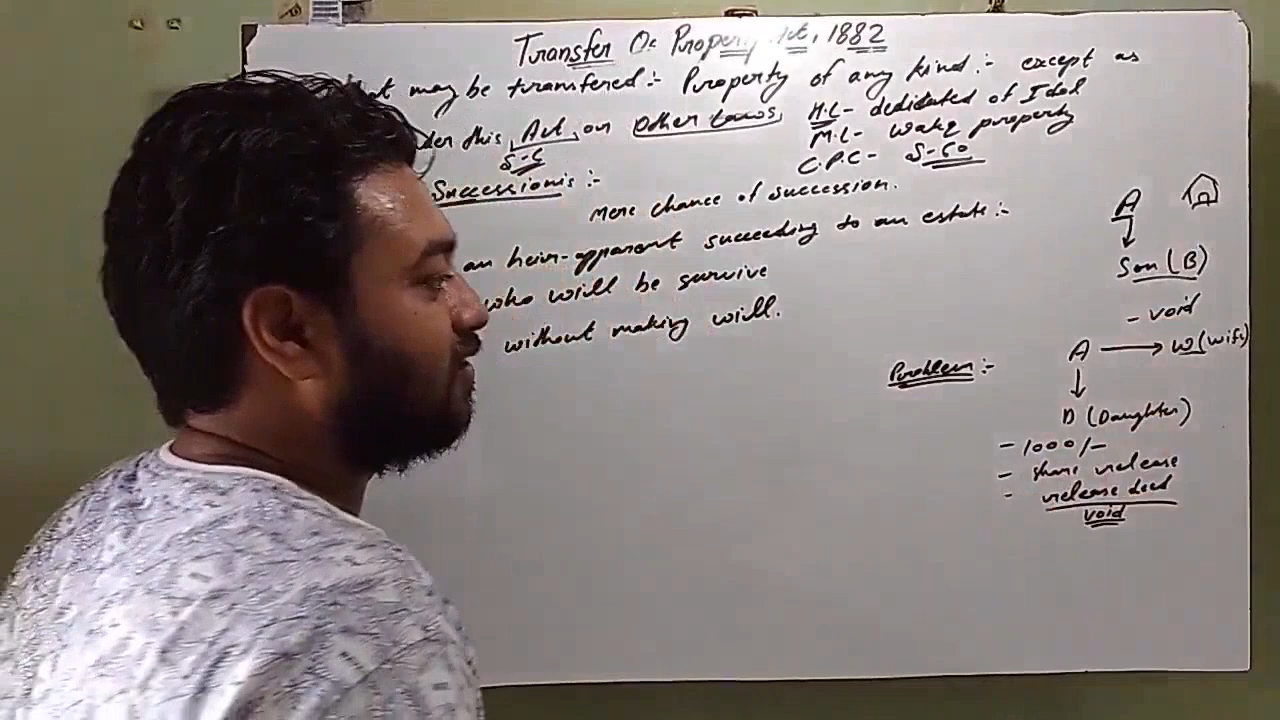 Transfer Of Property Act, 1882
may be transfered :- Property of any kind :- except as
this Act, or Other Laws,
H.L - dedicated of Idol
M.L - Wakf property
C.P.C - S-60
S-6
Successionis :-
Mere chance of succession.
an heir-apparent succeeding to an estate :-
who will be survive
without making will.
A
Son (B)
- void
Problem :-
A → W (Wife)
D (Daughter)
- 1000/-
- share release
- release deed
void